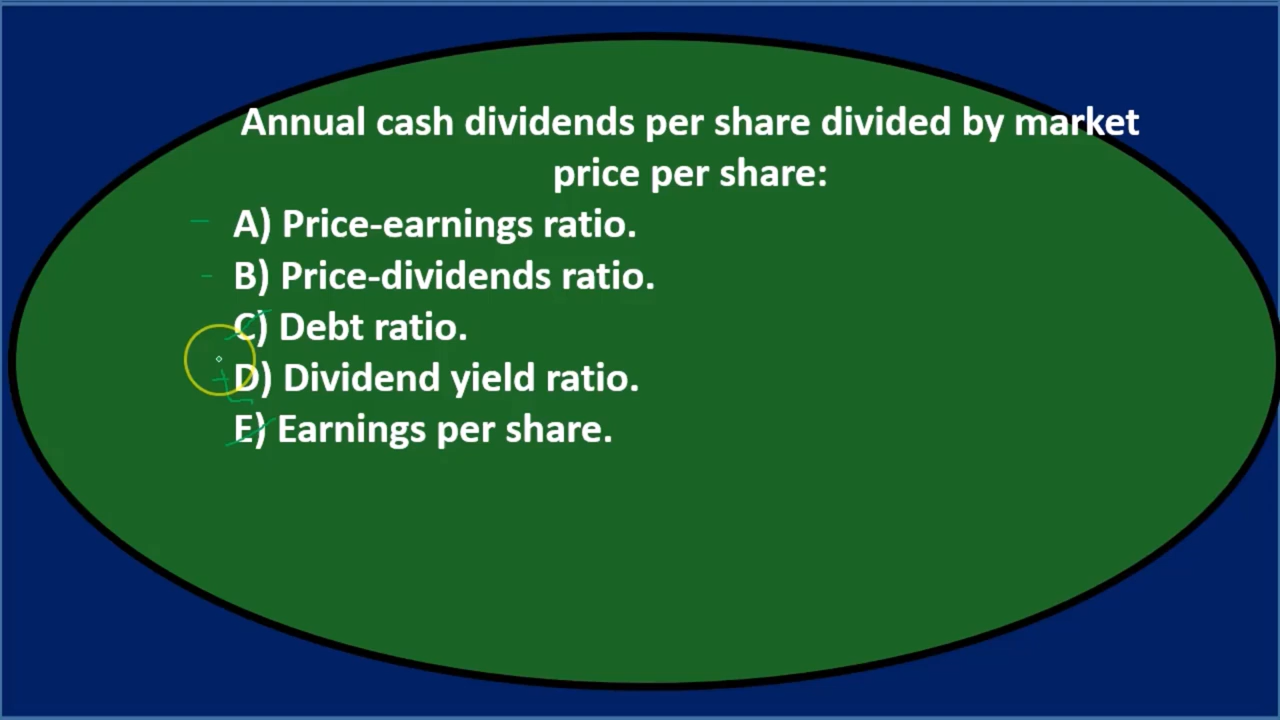 Annual cash dividends per share divided by market
price per share:
A) Price-earnings ratio.
B) Price-dividends ratio.
C) Debt ratio.
D) Dividend yield ratio.
E) Earnings per share.